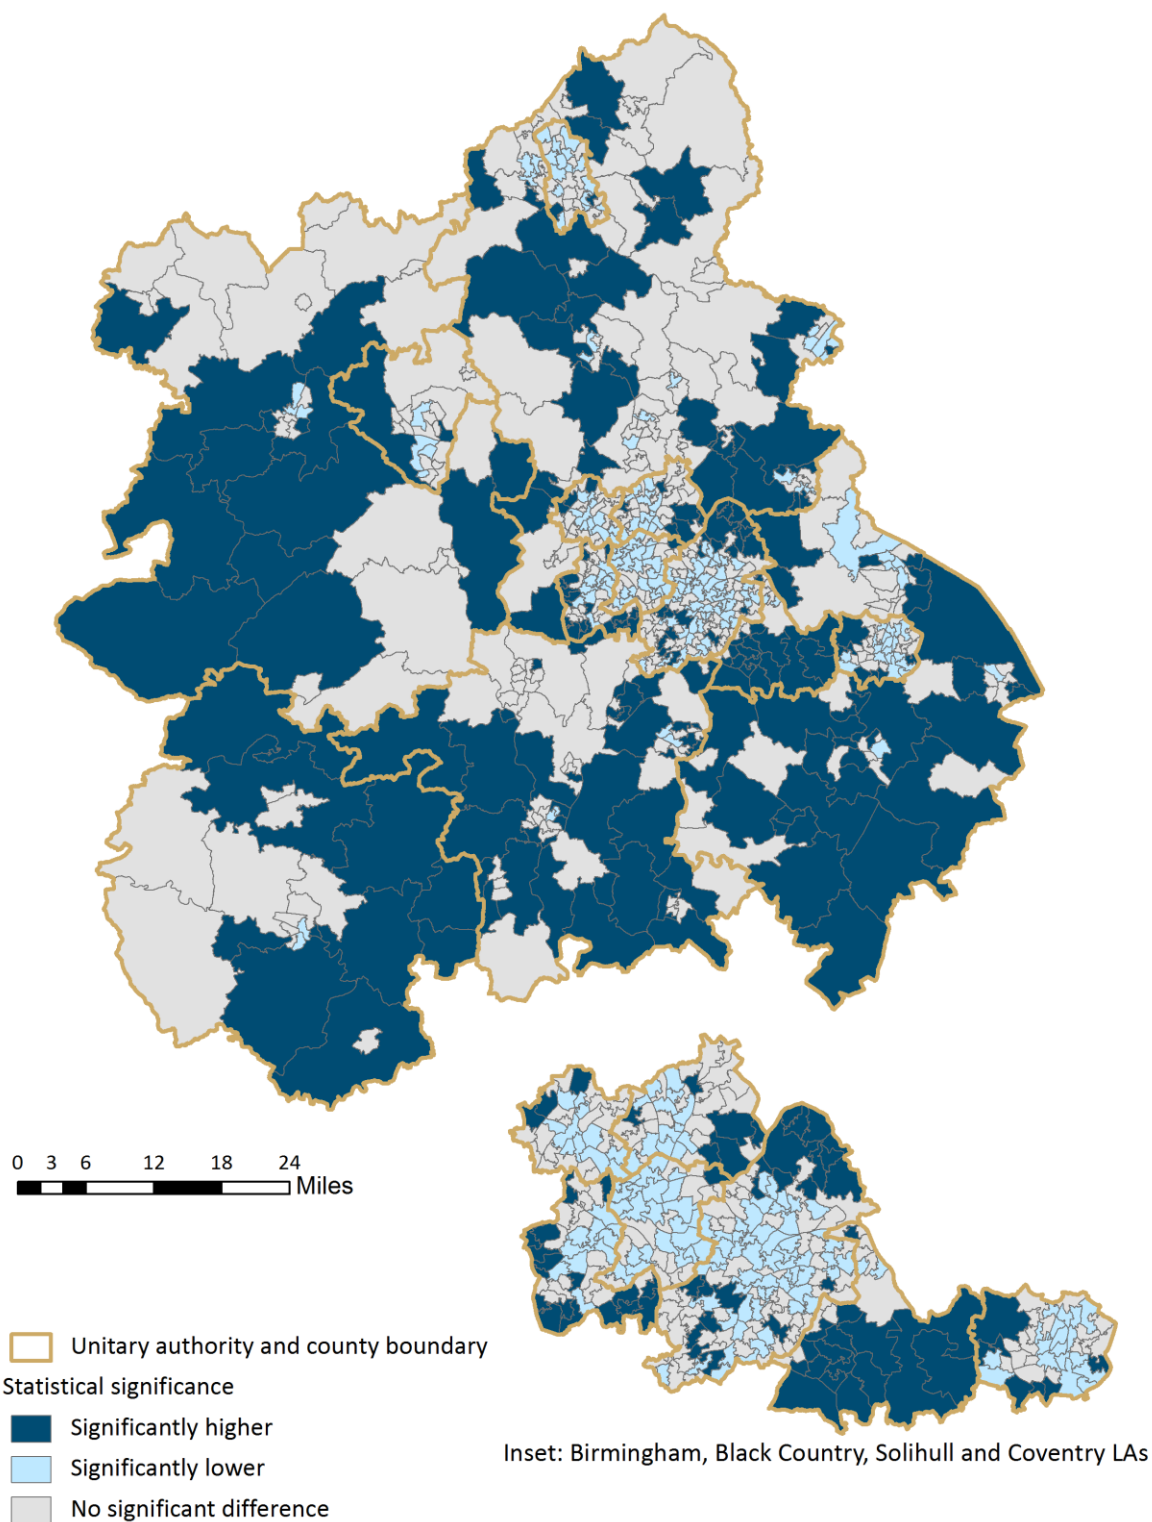 0 3 6 12 18 24
Miles
Unitary authority and county boundary
Statistical significance
Significantly higher
Significantly lower
No significant difference
Inset: Birmingham, Black Country, Solihull and Coventry LAs